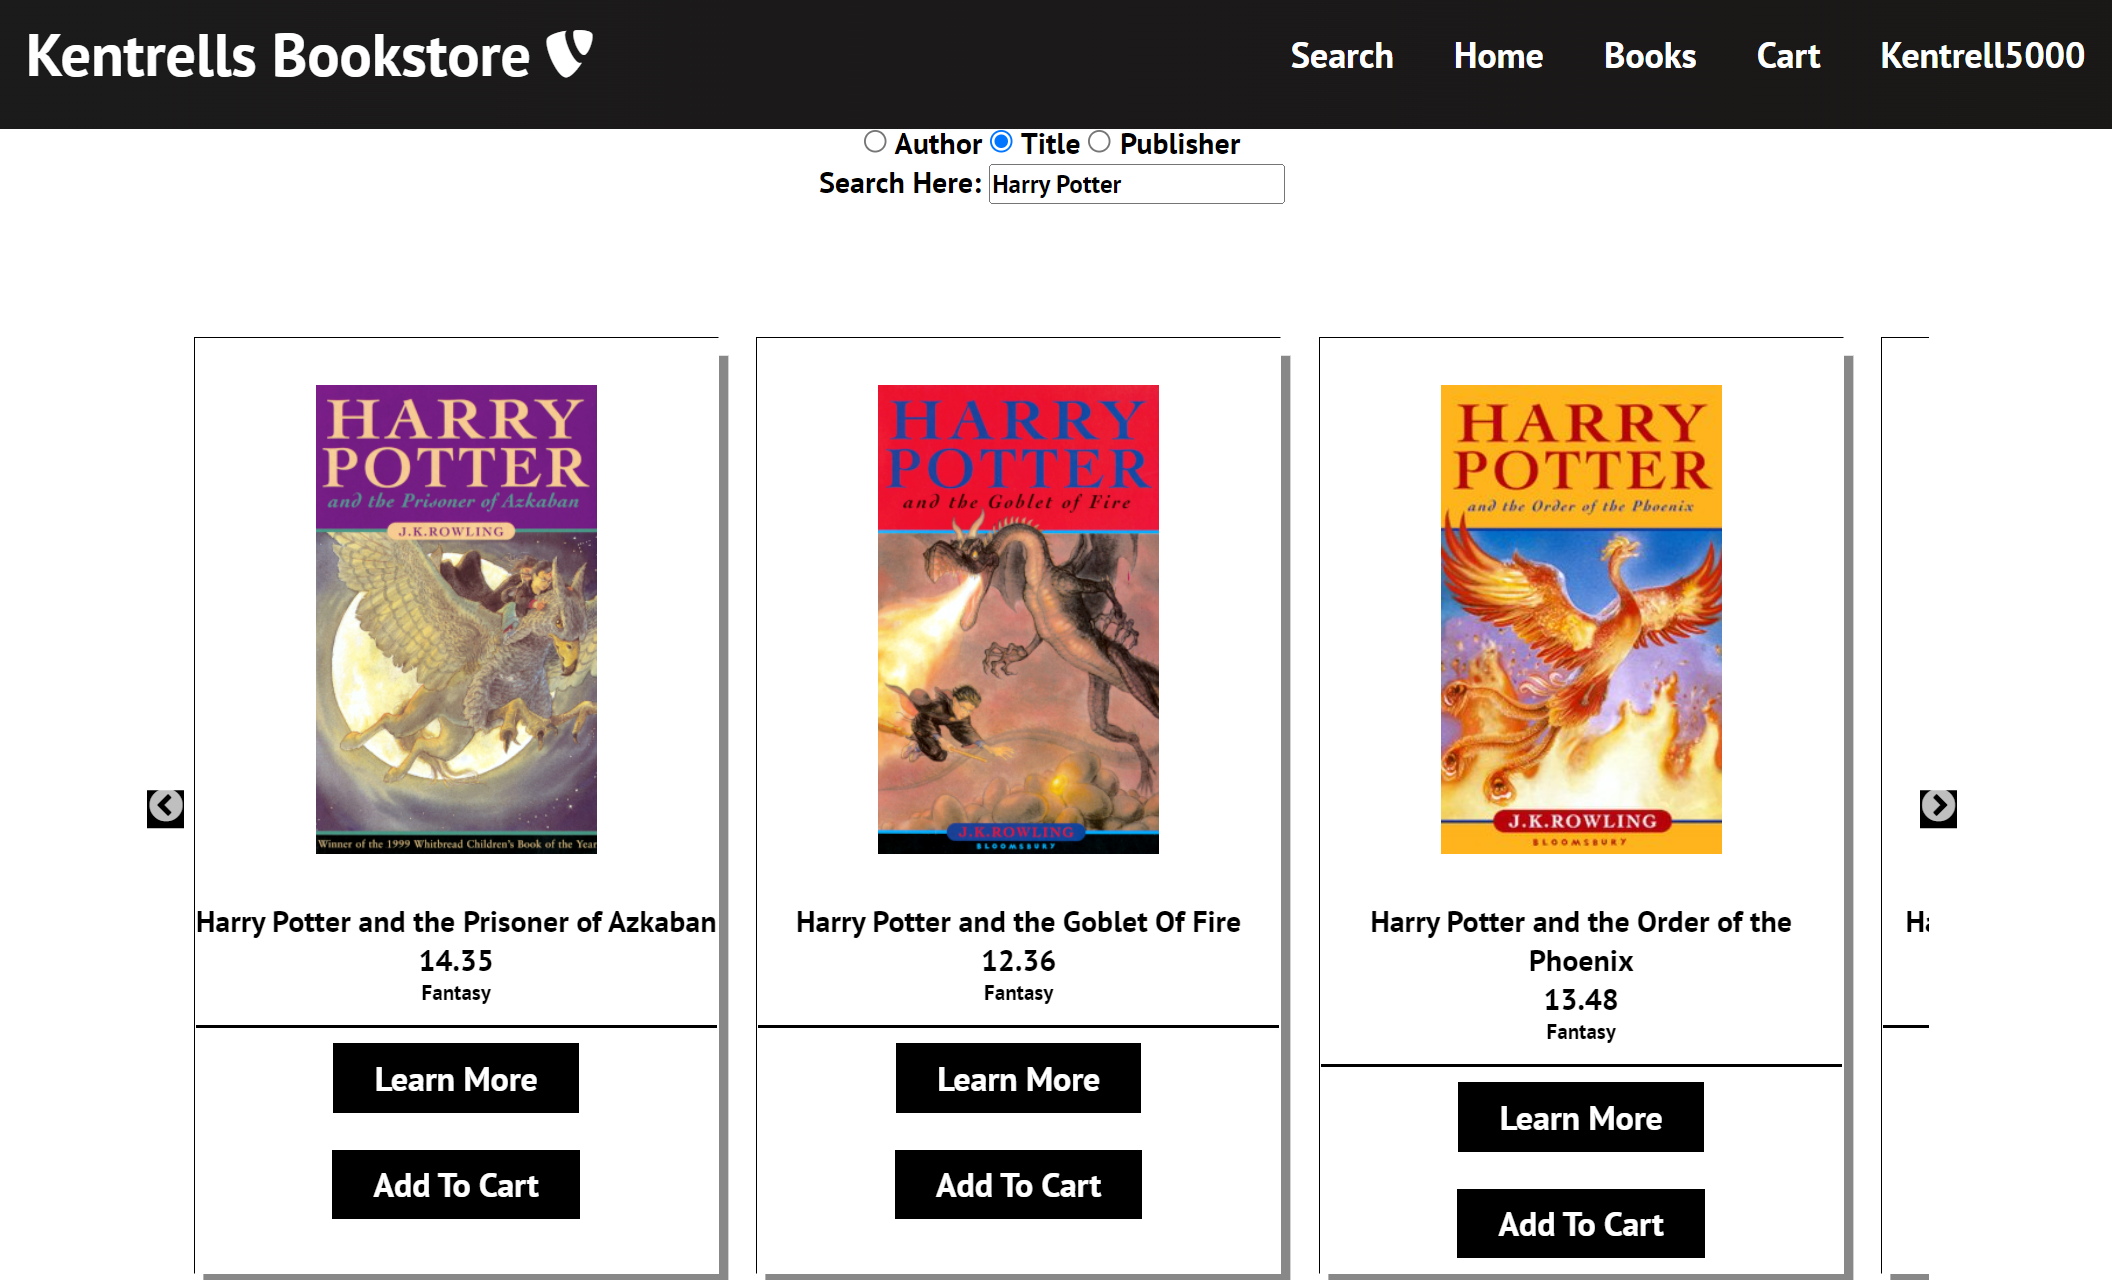 Kentrells Bookstore
Search Home Books Cart Kentrell5000
Author Title Publisher
Search Here: Harry Potter
HARRY
POTTER
and the Prisoner of Azkaban
J.K.ROWLING
Winner of the 1999 Whitbread Children's Book of the Year
Harry Potter and the Prisoner of Azkaban
14.35
Fantasy
Learn More
Add To Cart
HARRY
POTTER
and the Goblet of Fire
J.K.ROWLING
BLOOMSBURY
Harry Potter and the Goblet Of Fire
12.36
Fantasy
Learn More
Add To Cart
HARRY
POTTER
and the Order of the Phoenix
J.K.ROWLING
BLOOMSBURY
Harry Potter and the Order of the
Phoenix
13.48
Fantasy
Learn More
Add To Cart